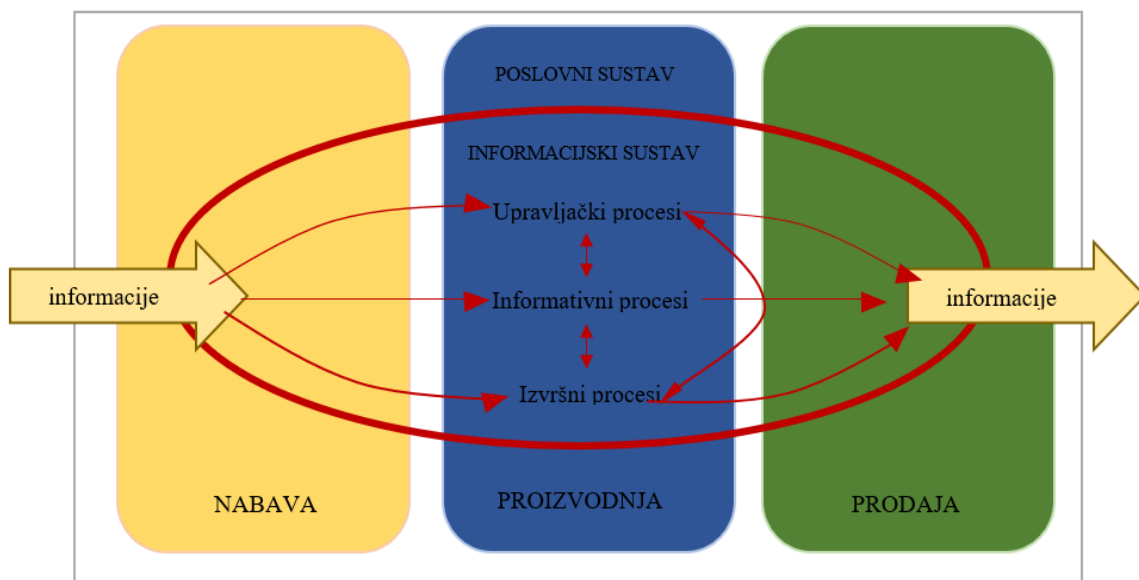 POSLOVNI SUSTAV
INFORMACIJSKI SUSTAV
Upravljački procesi
informacije
Informativni procesi
informacije
Izvršni procesi
NABAVA
PROIZVODNJA
PRODAJA